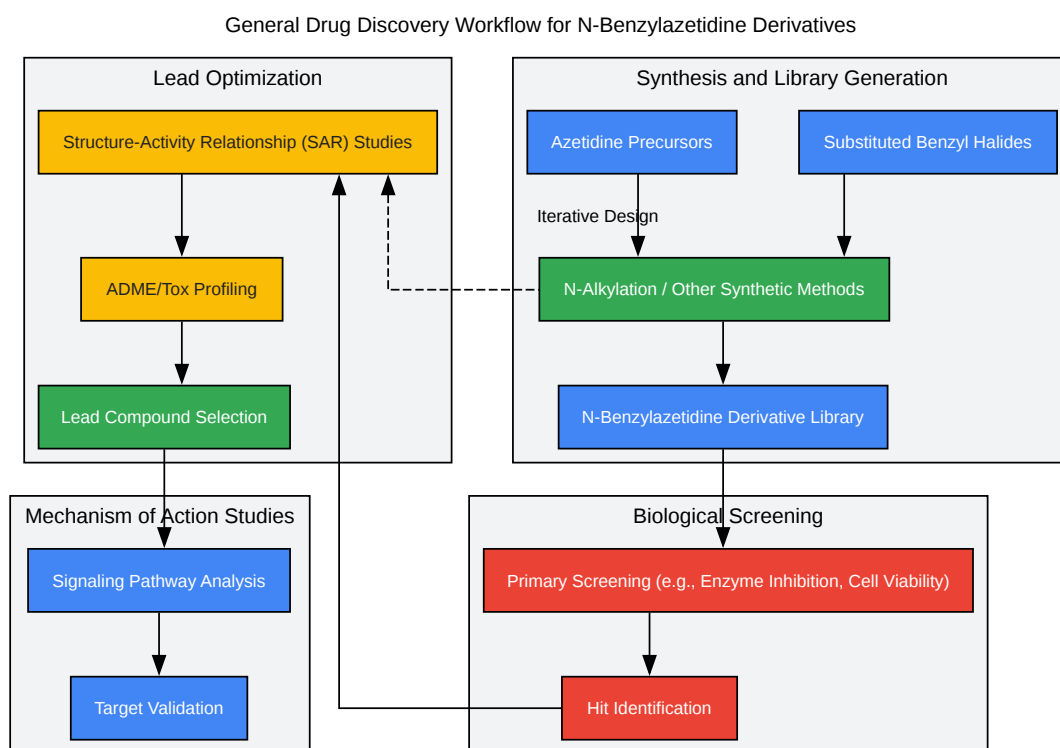 General Drug Discovery Workflow for N-Benzylazetidine Derivatives
Lead Optimization
Structure-Activity Relationship (SAR) Studies
ADME/Tox Profiling
Lead Compound Selection
Synthesis and Library Generation
Azetidine Precursors
Substituted Benzyl Halides
Iterative Design
N-Alkylation / Other Synthetic Methods
N-Benzylazetidine Derivative Library
Mechanism of Action Studies
Signaling Pathway Analysis
Target Validation
Biological Screening
Primary Screening (e.g., Enzyme Inhibition, Cell Viability)
Hit Identification